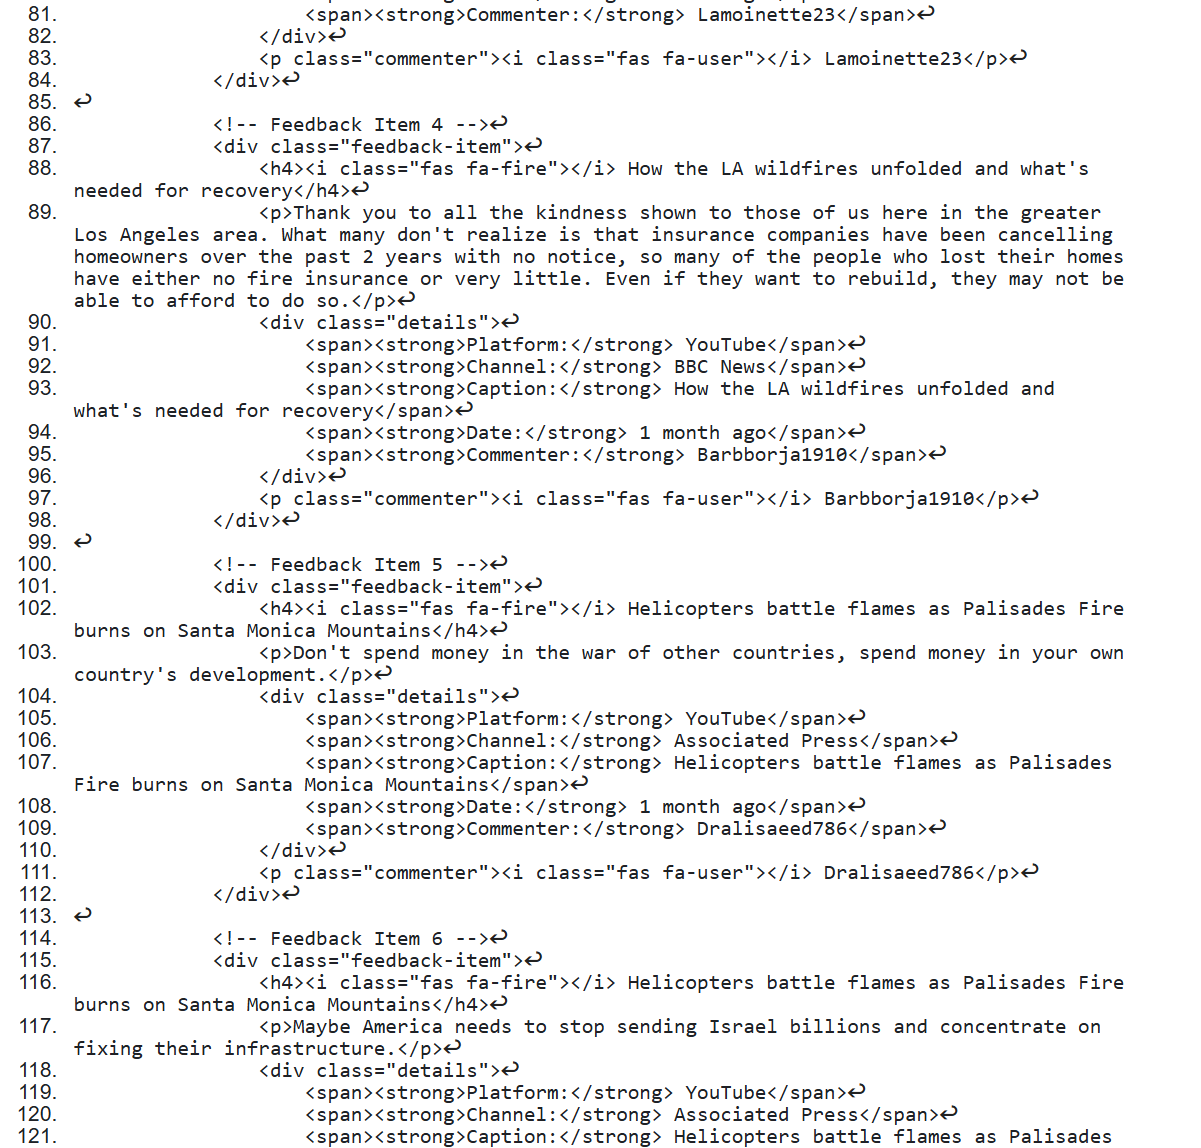 81. <span><strong>Commenter:</strong> Lamoinette23</span>↩
82. </div>↩
83. <p class="commenter"><i class="fas fa-user"></i> Lamoinette23</p>↩
84. </div>↩
85. ↩
86. <!-- Feedback Item 4 -->↩
87. <div class="feedback-item">↩
88. <h4><i class="fas fa-fire"></i> How the LA wildfires unfolded and what's
needed for recovery</h4>↩
89. <p>Thank you to all the kindness shown to those of us here in the greater
Los Angeles area. What many don't realize is that insurance companies have been cancelling
homeowners over the past 2 years with no notice, so many of the people who lost their homes
have either no fire insurance or very little. Even if they want to rebuild, they may not be
able to afford to do so.</p>↩
90. <div class="details">↩
91. <span><strong>Platform:</strong> YouTube</span>↩
92. <span><strong>Channel:</strong> BBC News</span>↩
93. <span><strong>Caption:</strong> How the LA wildfires unfolded and
what's needed for recovery</span>↩
94. <span><strong>Date:</strong> 1 month ago</span>↩
95. <span><strong>Commenter:</strong> Barbborja1910</span>↩
96. </div>↩
97. <p class="commenter"><i class="fas fa-user"></i> Barbborja1910</p>↩
98. </div>↩
99. ↩
100. <!-- Feedback Item 5 -->↩
101. <div class="feedback-item">↩
102. <h4><i class="fas fa-fire"></i> Helicopters battle flames as Palisades Fire
burns on Santa Monica Mountains</h4>↩
103. <p>Don't spend money in the war of other countries, spend money in your own
country's development.</p>↩
104. <div class="details">↩
105. <span><strong>Platform:</strong> YouTube</span>↩
106. <span><strong>Channel:</strong> Associated Press</span>↩
107. <span><strong>Caption:</strong> Helicopters battle flames as Palisades
Fire burns on Santa Monica Mountains</span>↩
108. <span><strong>Date:</strong> 1 month ago</span>↩
109. <span><strong>Commenter:</strong> Dralisaeed786</span>↩
110. </div>↩
111. <p class="commenter"><i class="fas fa-user"></i> Dralisaeed786</p>↩
112. </div>↩
113. ↩
114. <!-- Feedback Item 6 -->↩
115. <div class="feedback-item">↩
116. <h4><i class="fas fa-fire"></i> Helicopters battle flames as Palisades Fire
burns on Santa Monica Mountains</h4>↩
117. <p>Maybe America needs to stop sending Israel billions and concentrate on
fixing their infrastructure.</p>↩
118. <div class="details">↩
119. <span><strong>Platform:</strong> YouTube</span>↩
120. <span><strong>Channel:</strong> Associated Press</span>↩
121. <span><strong>Caption:</strong> Helicopters battle flames as Palisades